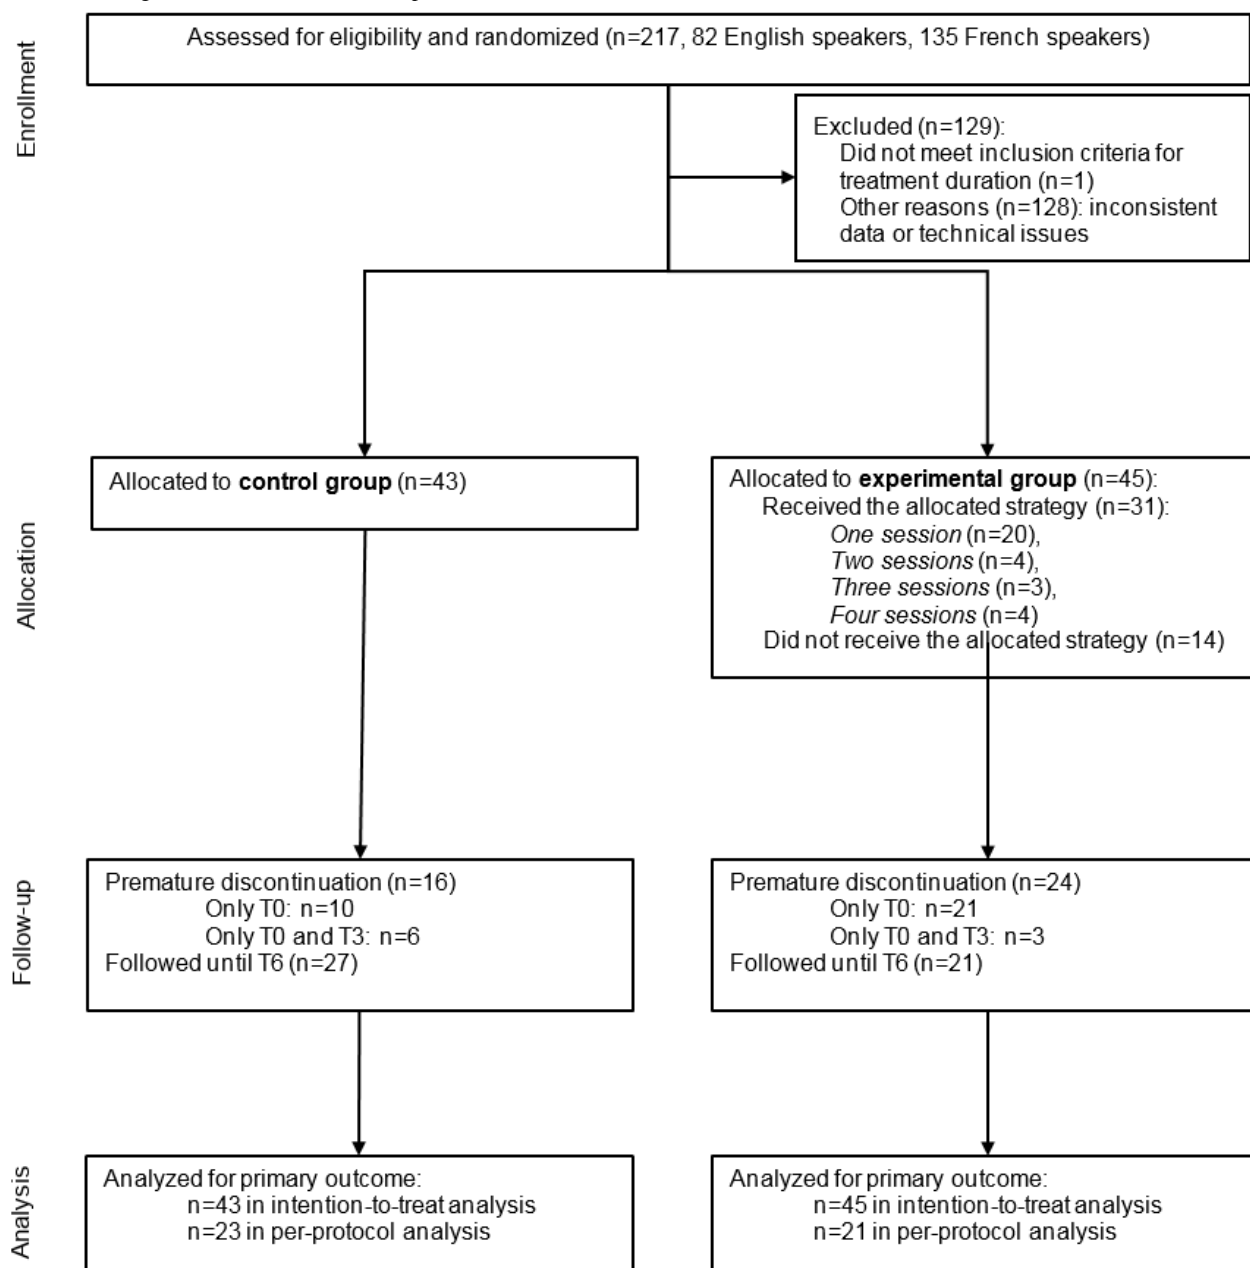 Enrollment
Assessed for eligibility and randomized (n=217, 82 English speakers, 135 French speakers)
Excluded (n=129):
Did not meet inclusion criteria for
treatment duration (n=1)
Other reasons (n=128): inconsistent
data or technical issues
Allocation
Allocated to control group (n=43)
Allocated to experimental group (n=45):
Received the allocated strategy (n=31):
One session (n=20),
Two sessions (n=4),
Three sessions (n=3),
Four sessions (n=4)
Did not receive the allocated strategy (n=14)
Follow-up
Premature discontinuation (n=16)
Only T0: n=10
Only T0 and T3: n=6
Followed until T6 (n=27)
Premature discontinuation (n=24)
Only T0: n=21
Only T0 and T3: n=3
Followed until T6 (n=21)
Analysis
Analyzed for primary outcome:
n=43 in intention-to-treat analysis
n=23 in per-protocol analysis
Analyzed for primary outcome:
n=45 in intention-to-treat analysis
n=21 in per-protocol analysis